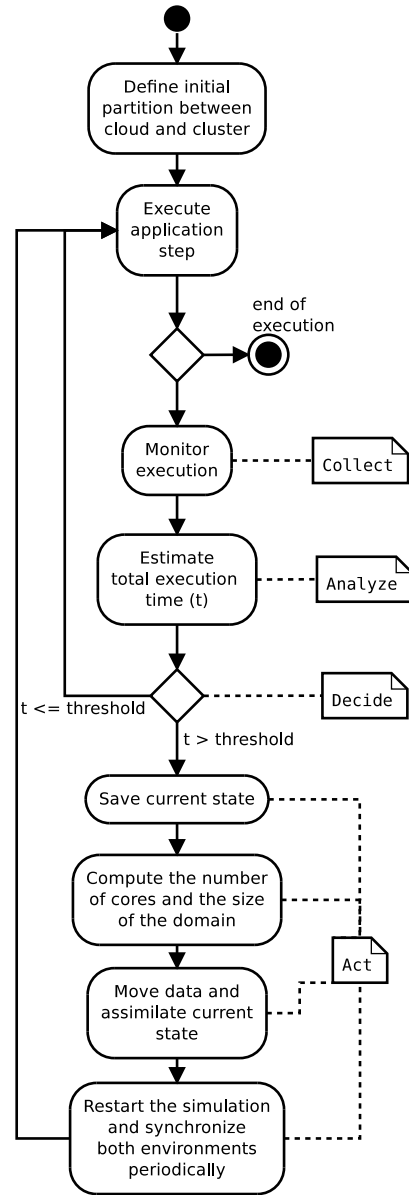 Define initial
partition between
cloud and cluster
Execute
application
step
end of
execution
Monitor
execution
Collect
Estimate
total execution
time (t)
Analyze
t <= threshold
Decide
t > threshold
Save current state
Compute the number
of cores and the size
of the domain
Act
Move data and
assimilate current
state
Restart the simulation
and synchronize
both environments
periodically